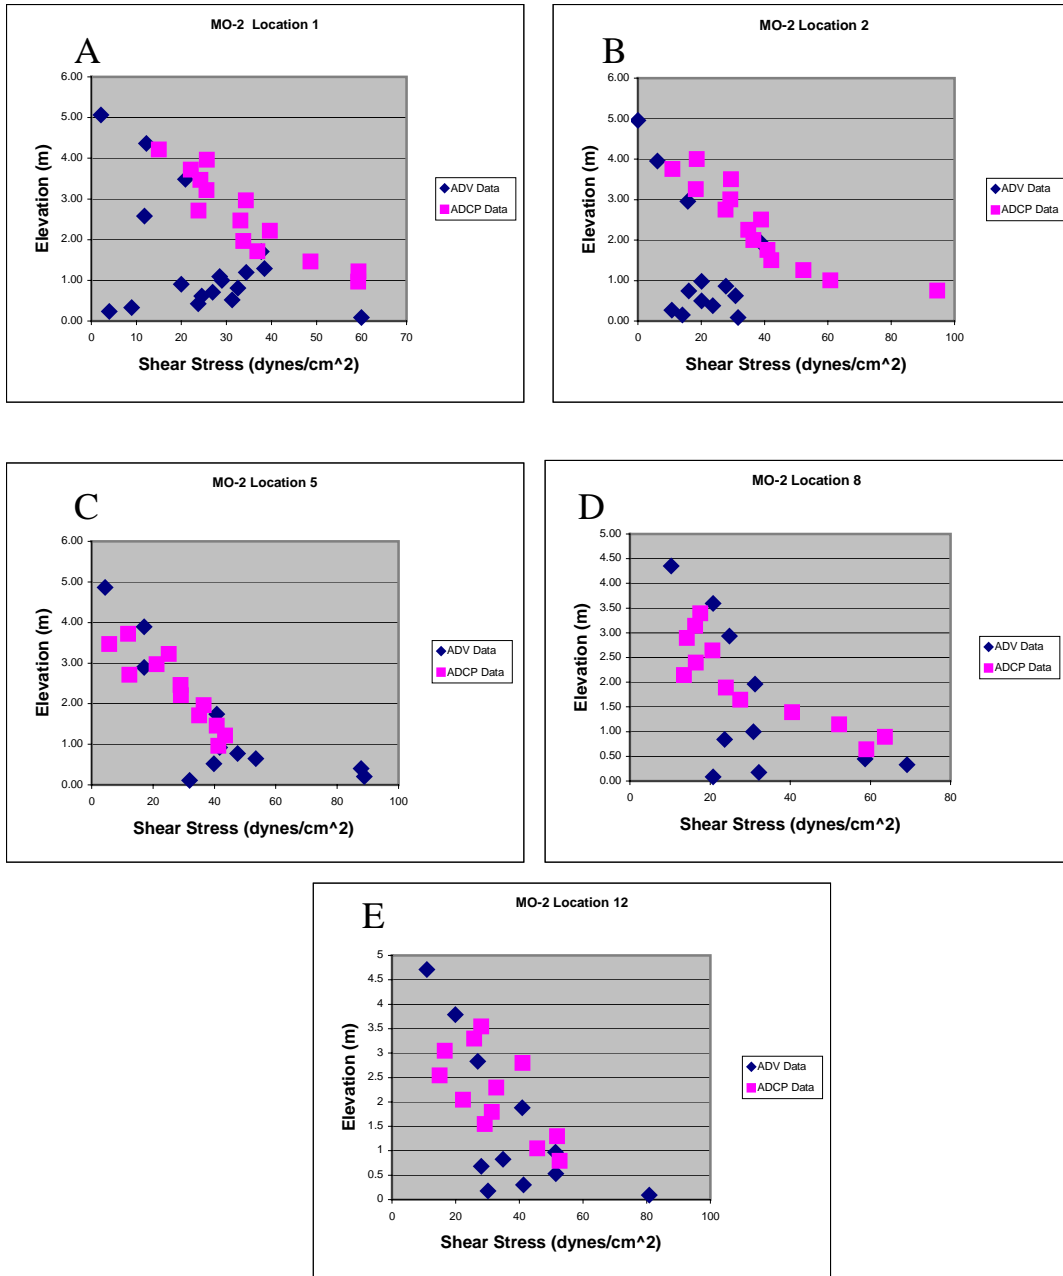 MO-2 Location 1
A
6.00
5.00
4.00
3.00
2.00
1.00
0.00
0 10 20 30 40 50 60 70
Elevation (m)
Shear Stress (dynes/cm^2)
ADV Data
ADCP Data
MO-2 Location 2
B
6.00
5.00
4.00
3.00
2.00
1.00
0.00
0 20 40 60 80 100
Elevation (m)
Shear Stress (dynes/cm^2)
ADV Data
ADCP Data
MO-2 Location 5
C
6.00
5.00
4.00
3.00
2.00
1.00
0.00
0 20 40 60 80 100
Elevation (m)
Shear Stress (dynes/cm^2)
ADV Data
ADCP Data
MO-2 Location 8
D
5.00
4.50
4.00
3.50
3.00
2.50
2.00
1.50
1.00
0.50
0.00
0 20 40 60 80
Elevation (m)
Shear Stress (dynes/cm^2)
ADV Data
ADCP Data
MO-2 Location 12
E
5
4.5
4
3.5
3
2.5
2
1.5
1
0.5
0
0 20 40 60 80 100
Elevation (m)
Shear Stress (dynes/cm^2)
ADV Data
ADCP Data